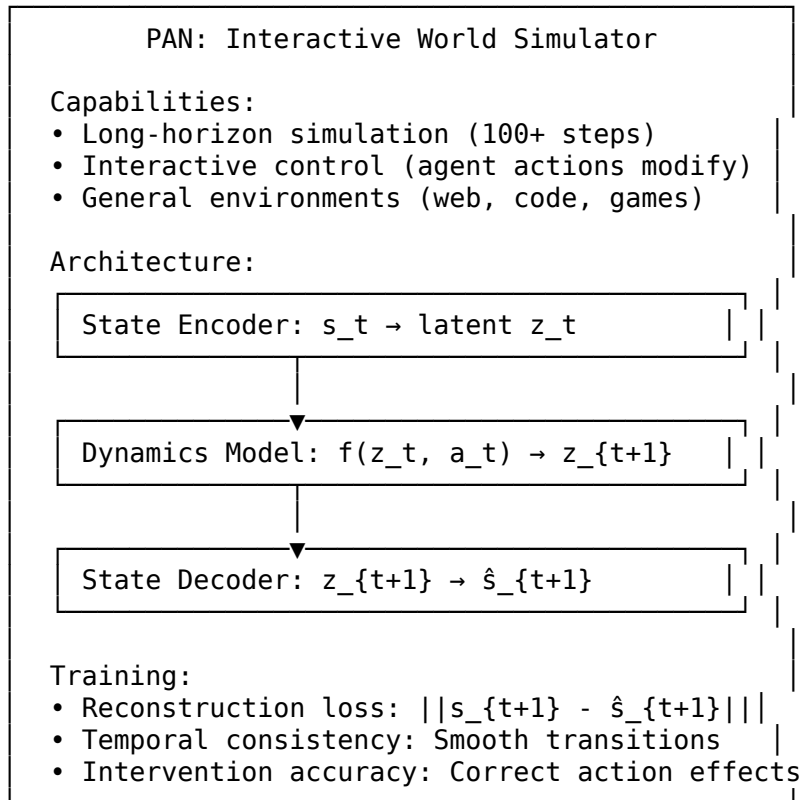 PAN: Interactive World Simulator
Capabilities:
• Long-horizon simulation (100+ steps)
• Interactive control (agent actions modify)
• General environments (web, code, games)
Architecture:
State Encoder: s_t → latent z_t
Dynamics Model: f(z_t, a_t) → z_{t+1}
State Decoder: z_{t+1} → ŝ_{t+1}
Training:
• Reconstruction loss: ||s_{t+1} - ŝ_{t+1}||
• Temporal consistency: Smooth transitions
• Intervention accuracy: Correct action effects